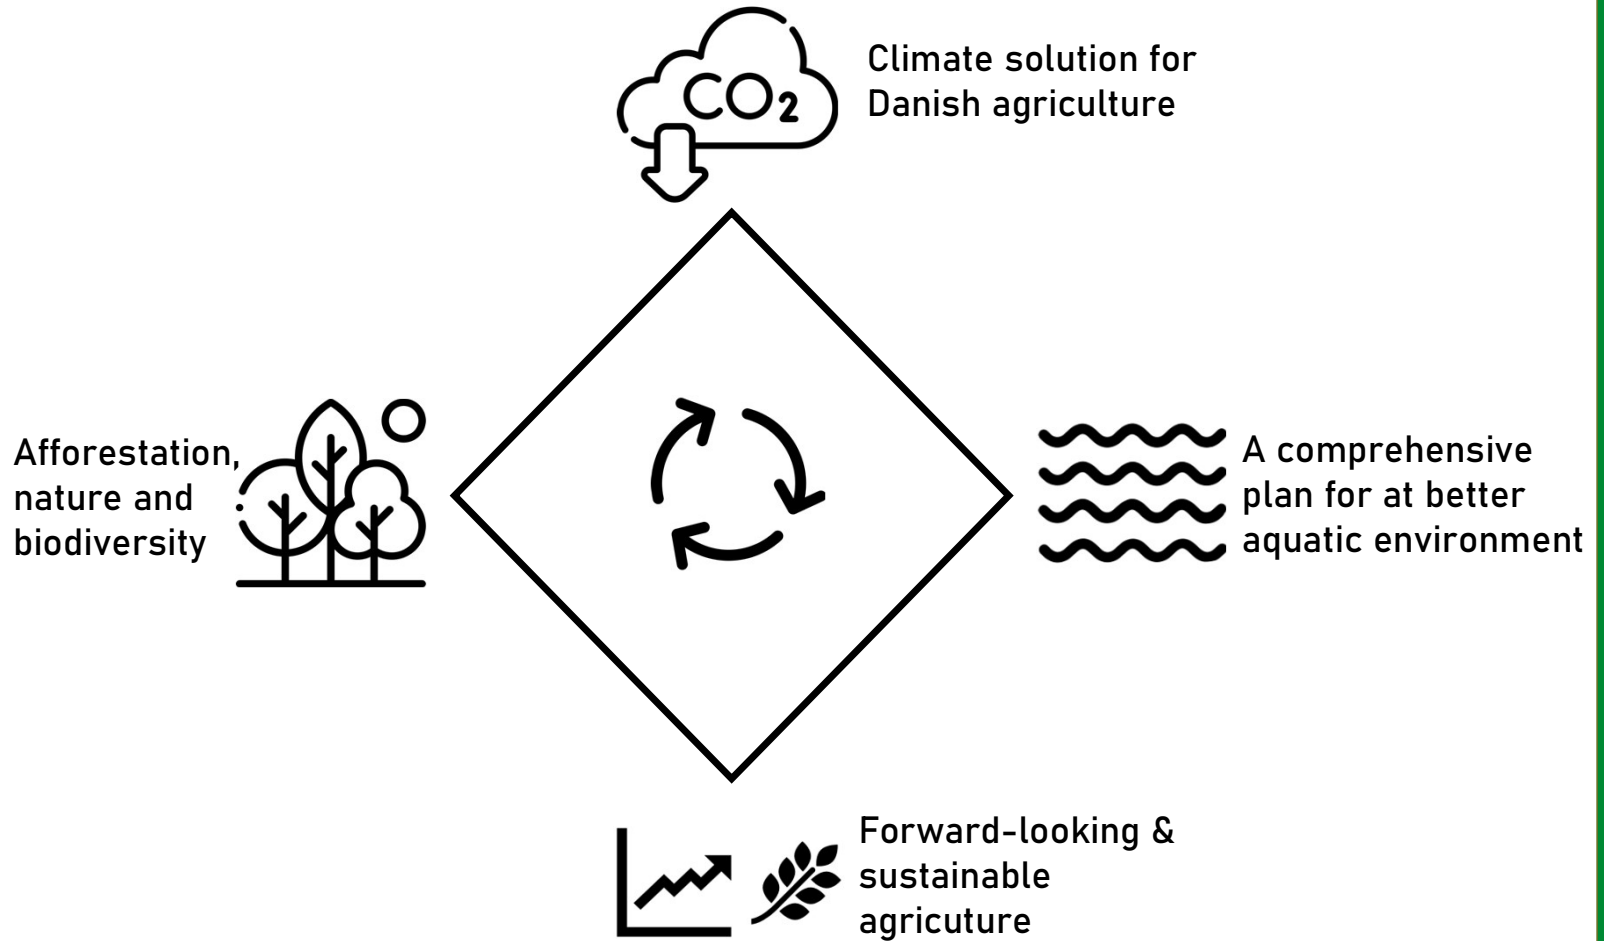 CO2
Climate solution for
Danish agriculture
Afforestation,
nature and
biodiversity
A comprehensive
plan for at better
aquatic environment
Forward-looking &
sustainable
agricuture